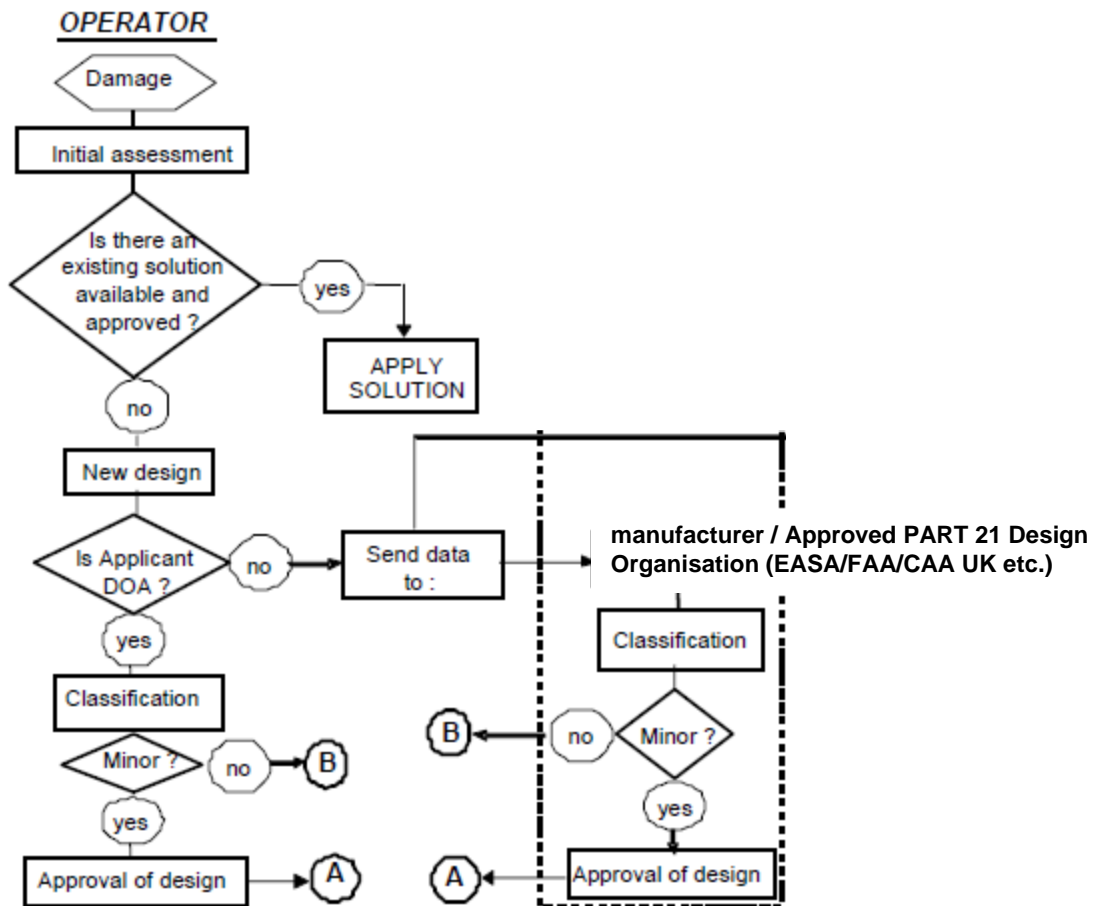 OPERATOR
Damage
Initial assessment
Is there an
existing solution
available and
approved ?
yes
APPLY
SOLUTION
no
New design
Is Applicant
DOA ?
no
Send data
to :
manufacturer / Approved PART 21 Design
Organisation (EASA/FAA/CAA UK etc.)
yes
Classification
Classification
Minor ?
no
B
B
no
Minor ?
yes
yes
Approval of design
A
A
Approval of design